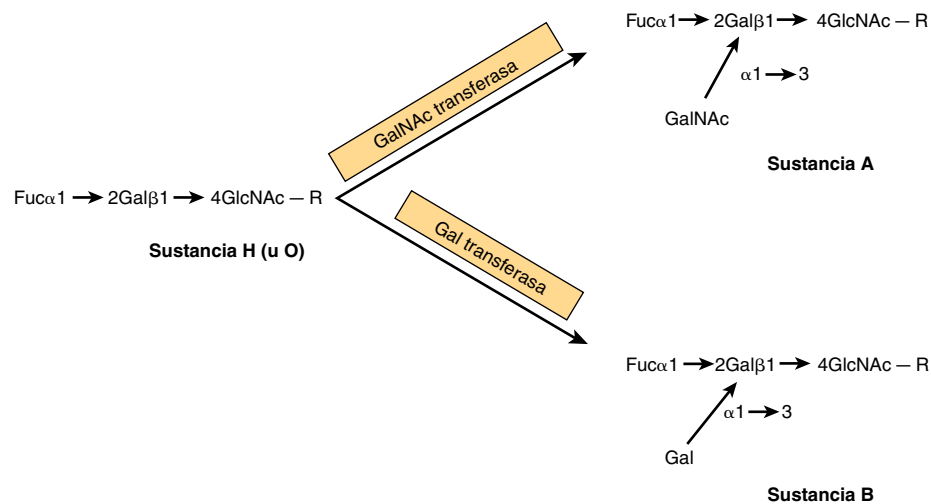 Fucα1 → 2Galβ1 → 4GlcNAc — R
α1 → 3
GalNAc
Sustancia A
GalNAc transferasa
Fucα1 → 2Galβ1 → 4GlcNAc — R
Sustancia H (u O)
Gal transferasa
Fucα1 → 2Galβ1 → 4GlcNAc — R
α1 → 3
Gal
Sustancia B